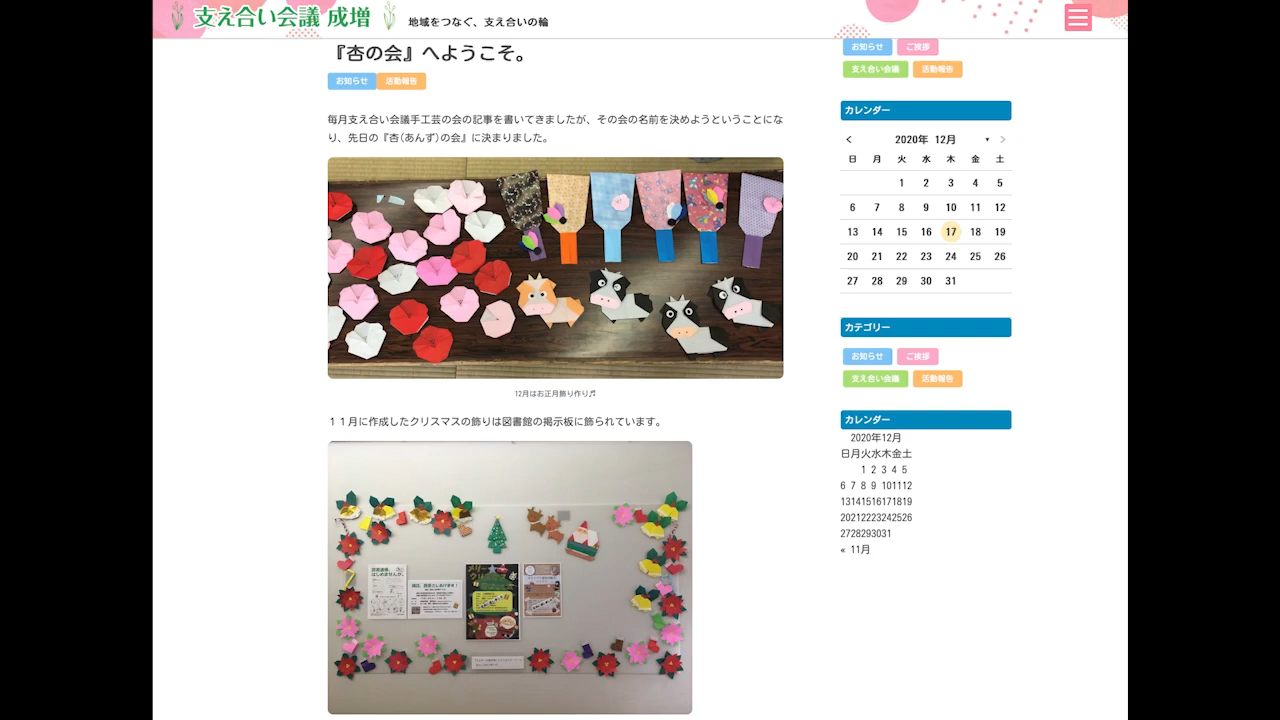 支え合い会議 成増
地域をつなぐ、支え合いの輪
『杏の会』へようこそ。
お知らせ 活動報告
毎月支え合い会議手工芸の会の記事を書いてきましたが、その会の名前を決めようということにな
り、先日の『杏(あんず)の会』に決まりました。
12月はお正月飾り作り♬
１１月に作成したクリスマスの飾りは図書館の掲示板に飾られています。
お知らせ ご挨拶
支え合い会議 活動報告
カレンダー
< 2020年 12月 ▾ >
日 月 火 水 木 金 土
1 2 3 4 5
6 7 8 9 10 11 12
13 14 15 16 17 18 19
20 21 22 23 24 25 26
27 28 29 30 31
カテゴリー
お知らせ ご挨拶
支え合い会議 活動報告
カレンダー
2020年12月
日月火水木金土
1 2 3 4 5
6 7 8 9 101112
13141516171819
20212223242526
2728293031
« 11月